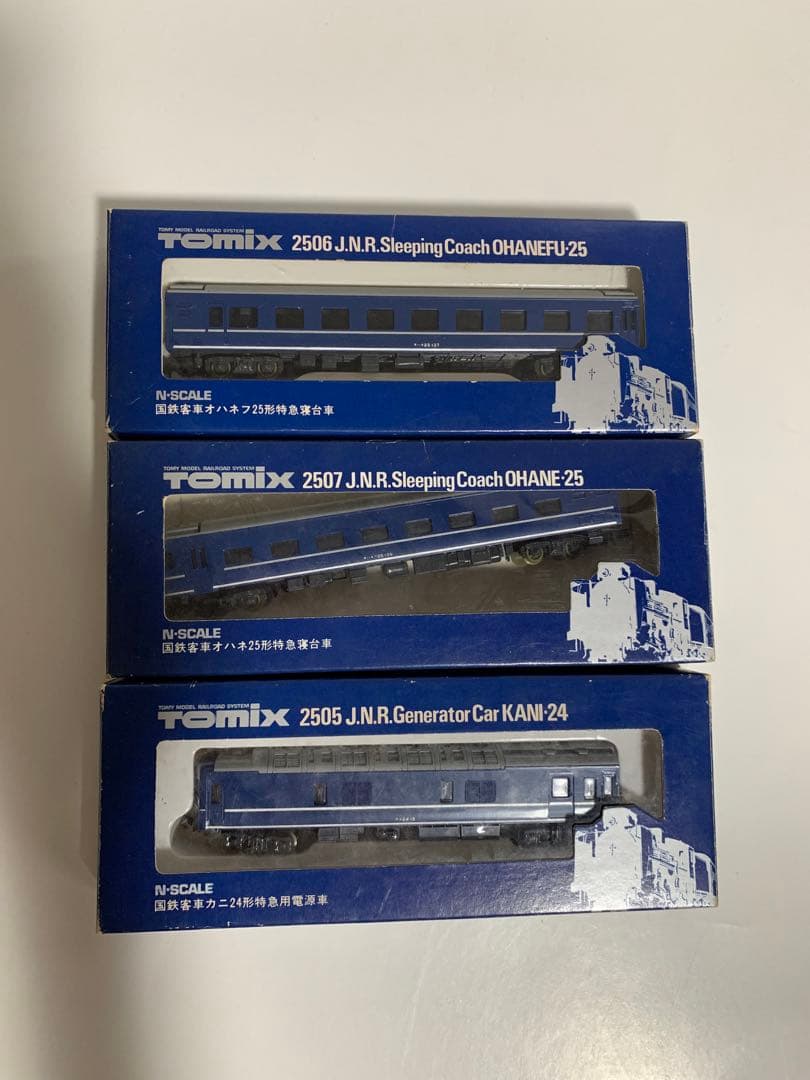 TOMY MODEL RAILROAD SYSTEM
TOMIX 2506 J.N.R. Sleeping Coach OHANEFU·25
N·SCALE
国鉄客車オハネフ25形特急寝台車
TOMY MODEL RAILROAD SYSTEM
TOMIX 2507 J.N.R. Sleeping Coach OHANE·25
N·SCALE
国鉄客車オハネ25形特急寝台車
TOMY MODEL RAILROAD SYSTEM
TOMIX 2505 J.N.R. Generator Car KANI·24
N·SCALE
国鉄客車カニ24形特急用電源車